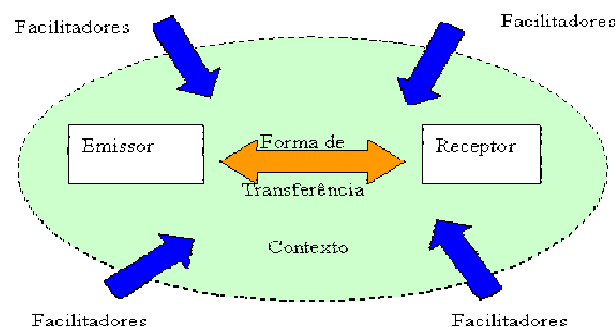 Facilitadores
Facilitadores
Emissor
Forma de
Receptor
Transferência
Contexto
Facilitadores
Facilitadores